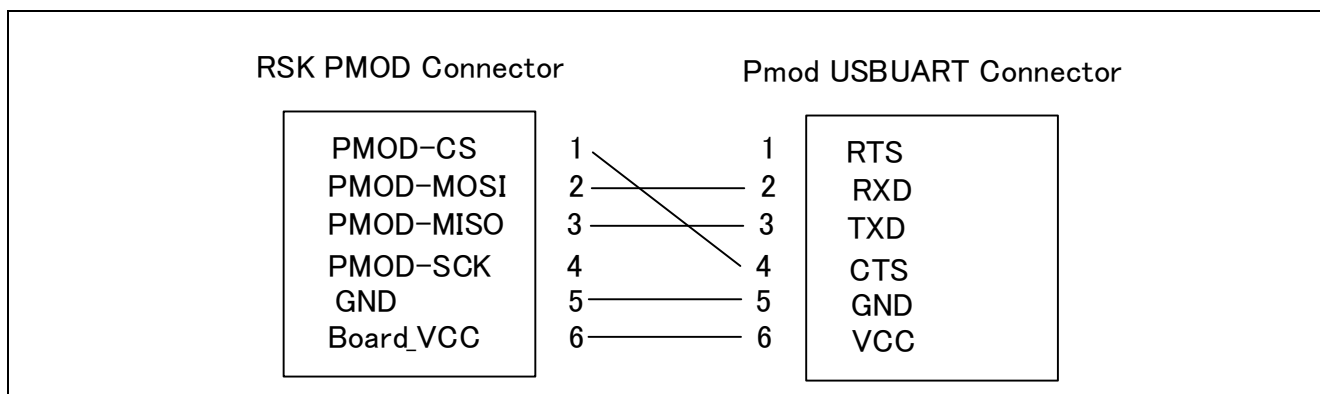 RSK PMOD Connector Pmod USBUART Connector
PMOD-CS 1 1 RTS
PMOD-MOSI 2 2 RXD
PMOD-MISO 3 3 TXD
PMOD-SCK 4 4 CTS
GND 5 5 GND
Board_VCC 6 6 VCC